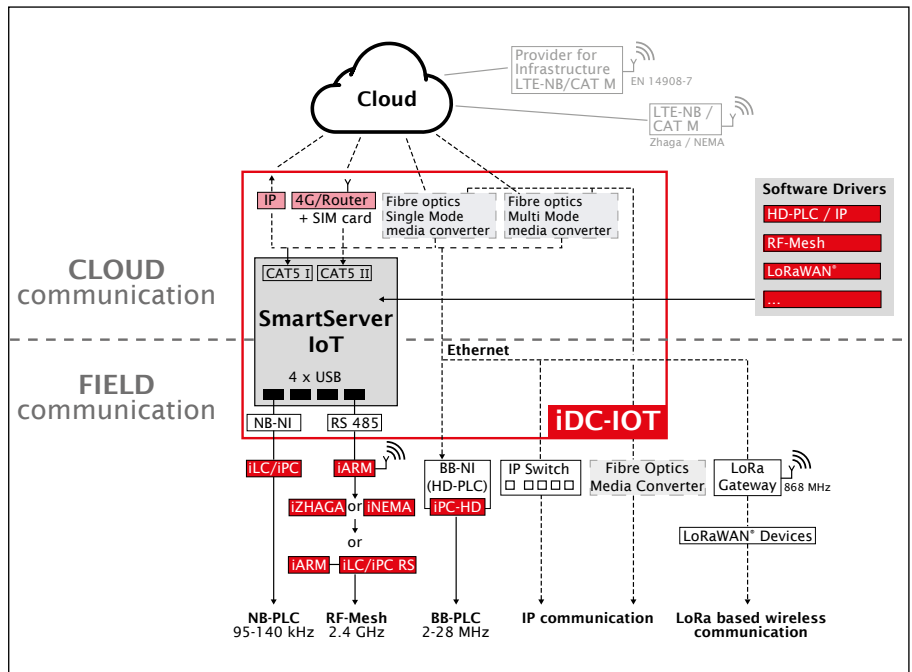 Provider for
Infrastructure
LTE-NB/CAT M
EN 14908-7
Cloud
LTE-NB /
CAT M
Zhaga / NEMA
IP
4G/Router
+ SIM card
Fibre optics
Single Mode
media converter
Fibre optics
Multi Mode
media converter
Software Drivers
HD-PLC / IP
RF-Mesh
LoRaWAN®
...
CLOUD
communication
CAT5 I
CAT5 II
SmartServer
IoT
4 x USB
Ethernet
FIELD
communication
NB-NI
RS 485
iDC-IOT
iLC/iPC
iARM
BB-NI
(HD-PLC)
iPC-HD
IP Switch
Fibre Optics
Media Converter
LoRa
Gateway
868 MHz
iZHAGA or iNEMA
or
iARM
iLC/iPC RS
LoRaWAN® Devices
NB-PLC
95-140 kHz
RF-Mesh
2.4 GHz
BB-PLC
2-28 MHz
IP communication
LoRa based wireless
communication